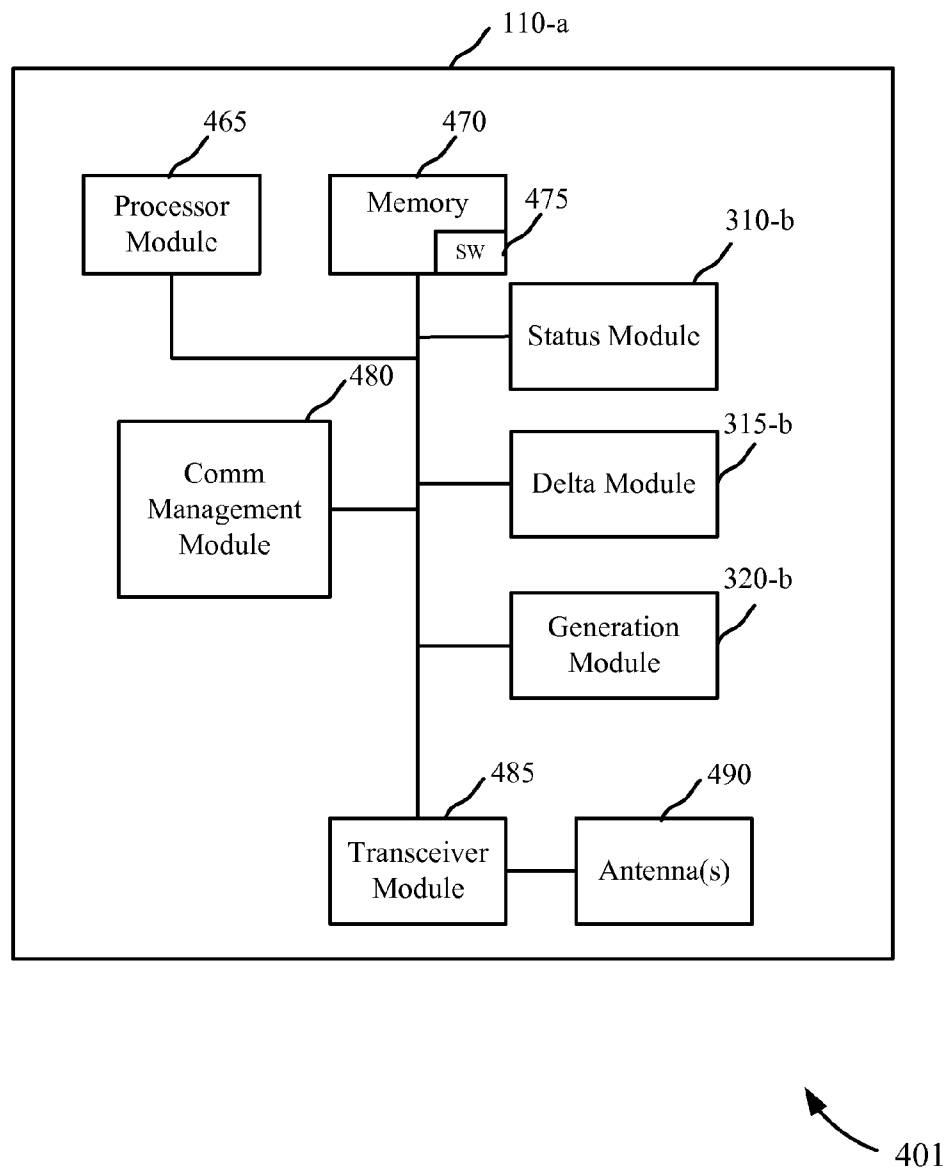 110-a
465
470
Processor
Module
Memory
475
SW
310-b
Status Module
480
Comm
Management
Module
315-b
Delta Module
320-b
Generation
Module
485
490
Transceiver
Module
Antenna(s)
401